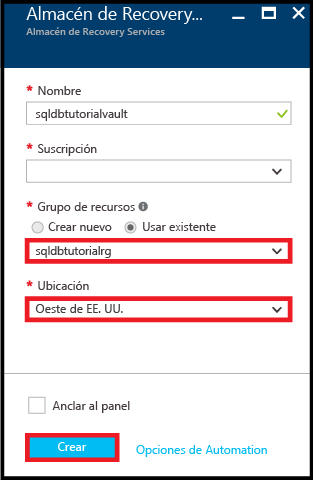 Almacén de Recovery...
Almacén de Recovery Services
* Nombre
sqldbtutorialvault
* Suscripción
* Grupo de recursos
Crear nuevo Usar existente
sqldbtutorialrg
* Ubicación
Oeste de EE. UU.
Anclar al panel
Crear Opciones de Automation